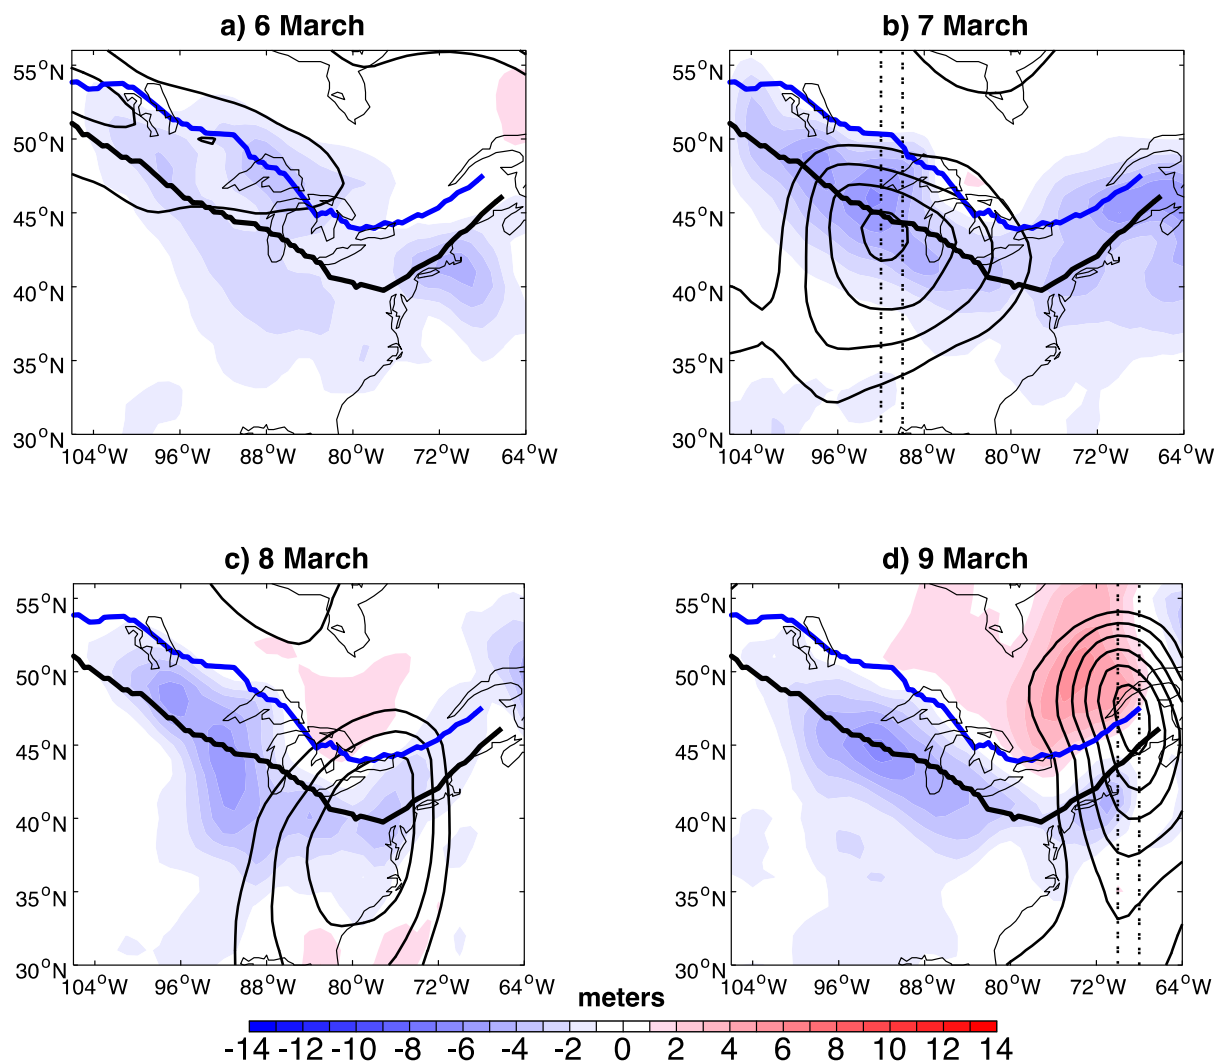 a) 6 March
b) 7 March
55°N
50°N
45°N
40°N
35°N
30°N
104°W 96°W 88°W 80°W 72°W 64°W
55°N
50°N
45°N
40°N
35°N
30°N
104°W 96°W 88°W 80°W 72°W 64°W
c) 8 March
d) 9 March
55°N
50°N
45°N
40°N
35°N
30°N
104°W 96°W 88°W 80°W 72°W 64°W
55°N
50°N
45°N
40°N
35°N
30°N
104°W 96°W 88°W 80°W 72°W 64°W
meters
-14 -12 -10 -8 -6 -4 -2 0 2 4 6 8 10 12 14